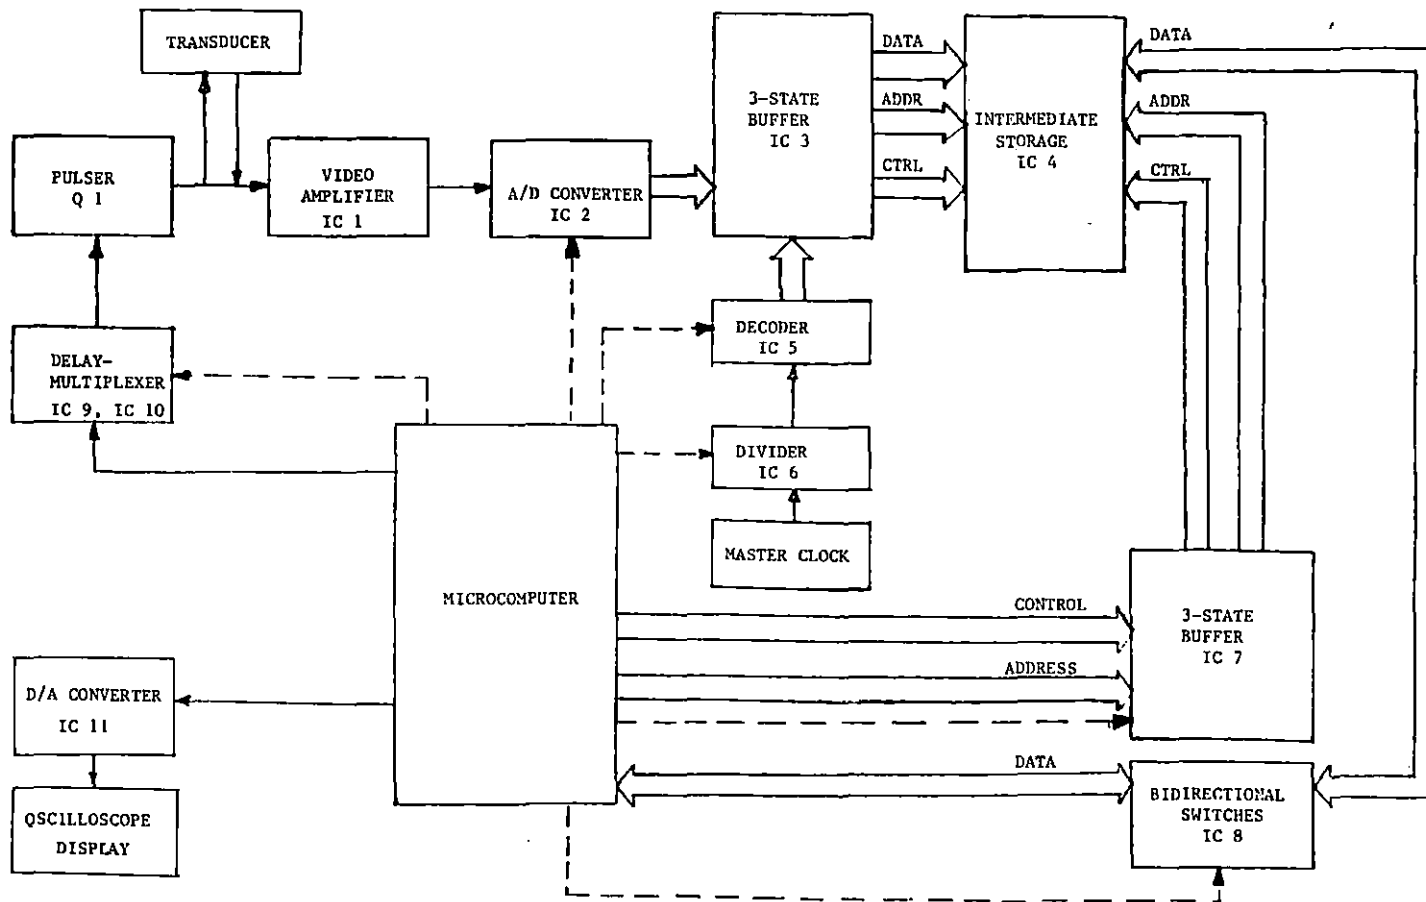 TRANSDUCER
PULSER
Q 1
VIDEO
AMPLIFIER
IC 1
A/D CONVERTER
IC 2
3-STATE
BUFFER
IC 3
DATA
ADDR
CTRL
INTERMEDIATE
STORAGE
IC 4
DATA
ADDR
CTRL
DELAY-
MULTIPLEXER
IC 9, IC 10
DECODER
IC 5
DIVIDER
IC 6
MASTER CLOCK
MICROCOMPUTER
CONTROL
ADDRESS
DATA
3-STATE
BUFFER
IC 7
BIDIRECTIONAL
SWITCHES
IC 8
D/A CONVERTER
IC 11
QSCILLOSCOPE
DISPLAY